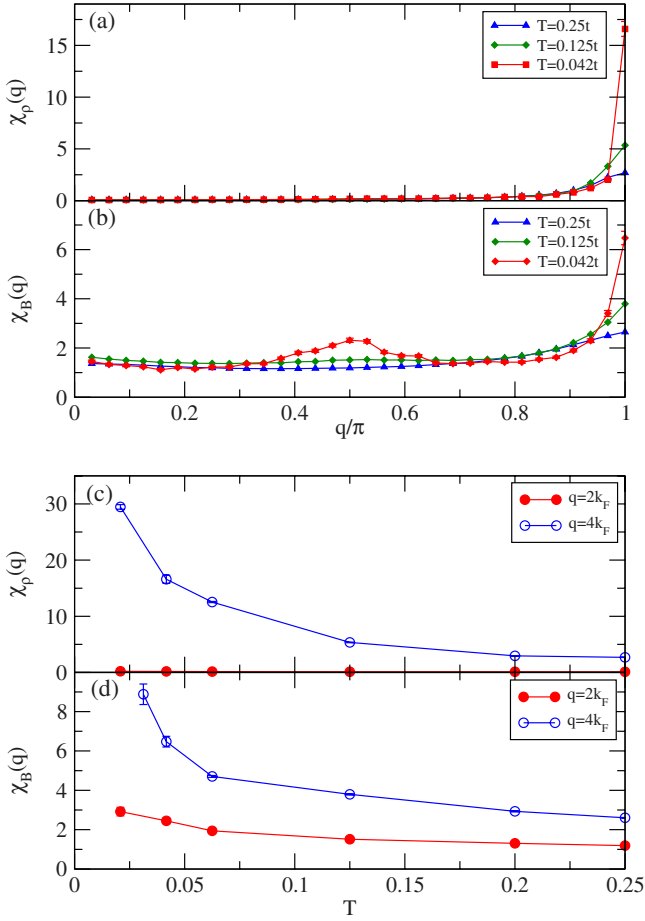 (a)
χρ(q)
15
10
5
0
T=0.25t
T=0.125t
T=0.042t
(b)
χB(q)
6
4
2
0
T=0.25t
T=0.125t
T=0.042t
0 0.2 0.4 0.6 0.8 1
q/π
(c)
χρ(q)
30
20
10
0
q=2kF
q=4kF
(d)
χB(q)
8
6
4
2
0
q=2kF
q=4kF
0 0.05 0.1 0.15 0.2 0.25
T